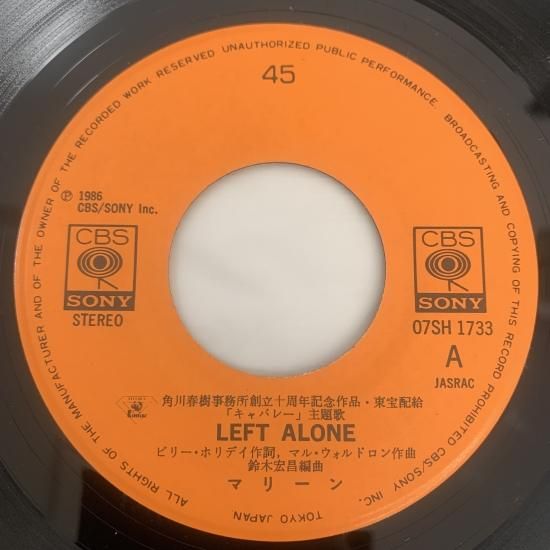 ALL RIGHTS OF THE MANUFACTURER AND OF THE OWNER OF THE RECORDED WORK RESERVED UNAUTHORIZED PUBLIC PERFORMANCE. BROADCASTING AND COPYING OF THIS RECORD PROHIBITED CBS/SONY INC.
TOKYO JAPAN
45
℗ 1986
CBS/SONY Inc.
CBS
SONY
STEREO
CBS
SONY
07SH 1733
A
JASRAC
角川春樹事務所創立十周年記念作品・東宝配給
「キャバレー」主題歌
LEFT ALONE
ビリー・ホリデイ作詞, マル・ウォルドロン作曲
鈴木宏昌編曲
マリーン